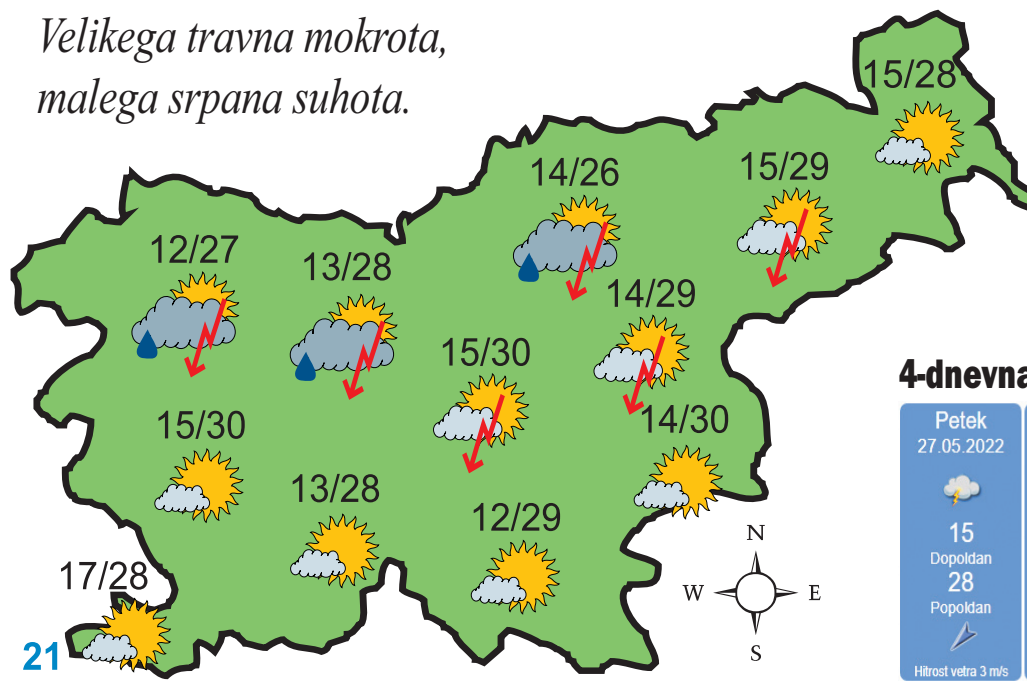 Velikega travna mokrota,
malega srpana suhota.
15/28
14/26
15/29
12/27
13/28
14/29
15/30
15/30
14/30
13/28
12/29
17/28
21
N
W
E
S
4-dnevna
Petek
27.05.2022
15
Dopoldan
28
Popoldan
Hitrost vetra 3 m/s